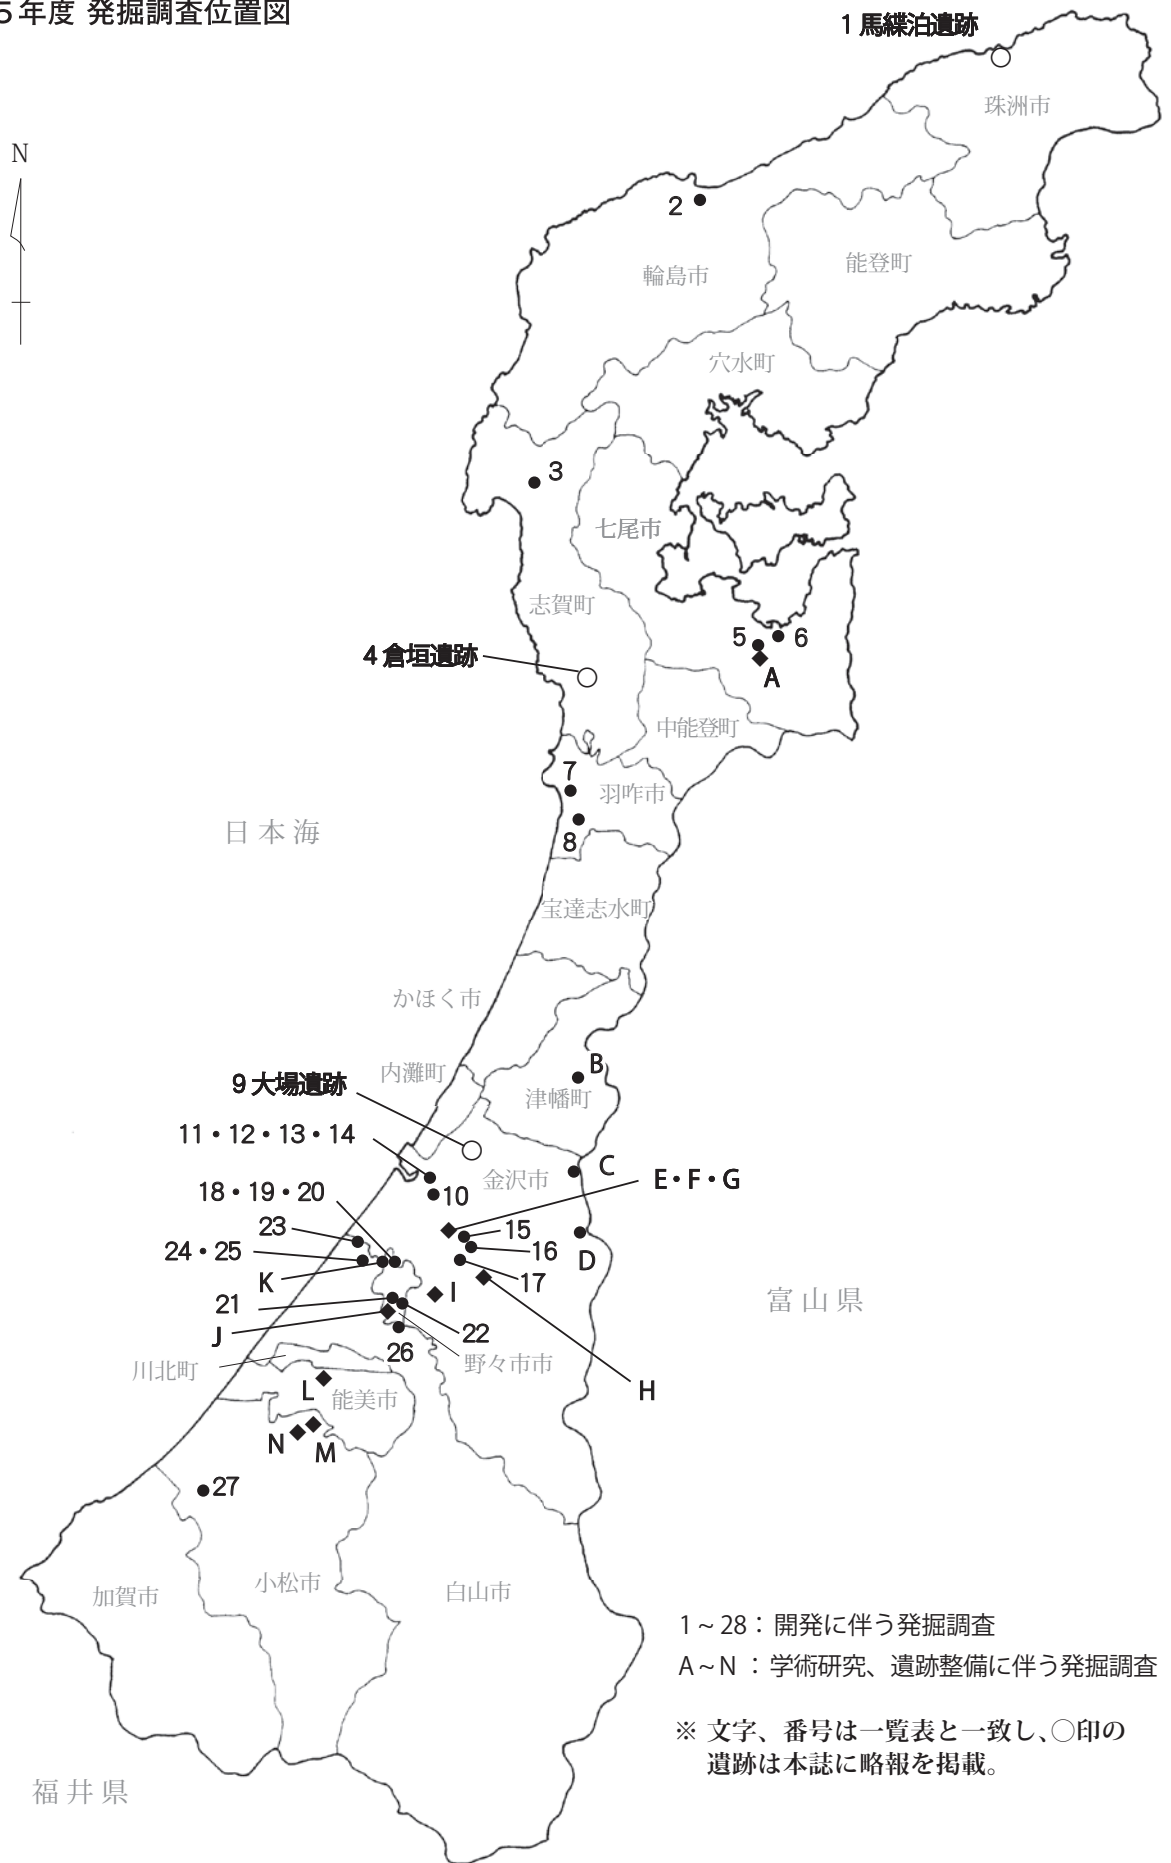 5年度 発掘調査位置図
1 馬緤泊遺跡
珠洲市
N
2
輪島市
能登町
穴水町
3
七尾市
志賀町
5
6
4 倉垣遺跡
A
中能登町
7
羽咋市
日本海
8
宝達志水町
かほく市
B
内灘町
9 大場遺跡
津幡町
11・12・13・14
C
金沢市
E・F・G
18・19・20
10
23
15
24・25
16
D
K
17
I
富山県
21
J
22
26
野々市市
川北町
H
L
能美市
N
M
27
小松市
加賀市
白山市
1~28:開発に伴う発掘調査
A~N :学術研究、遺跡整備に伴う発掘調査
※ 文字、番号は一覧表と一致し、○印の
遺跡は本誌に略報を掲載。
福井県